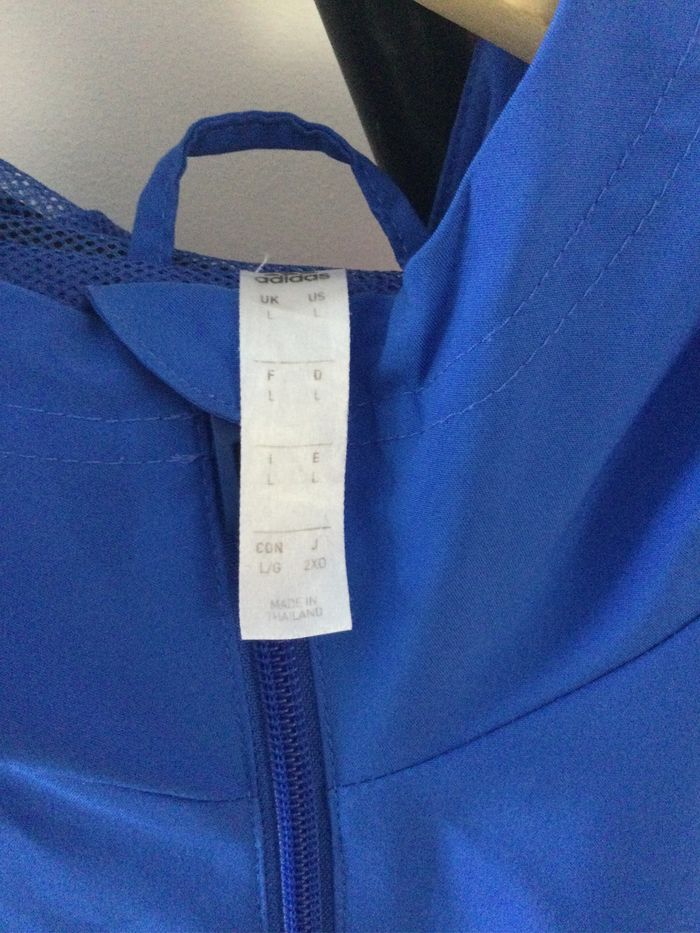 adidas
UK US
L L
F D
L L
I E
L L
CDN J
L/G 2XO
MADE IN
THAILAND